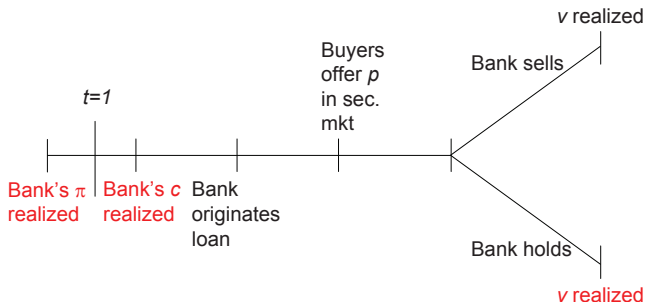 v realized
Buyers
offer p
in sec.
mkt
Bank sells
t=1
Bank's π
realized
Bank's c
realized
Bank
originates
loan
Bank holds
v realized